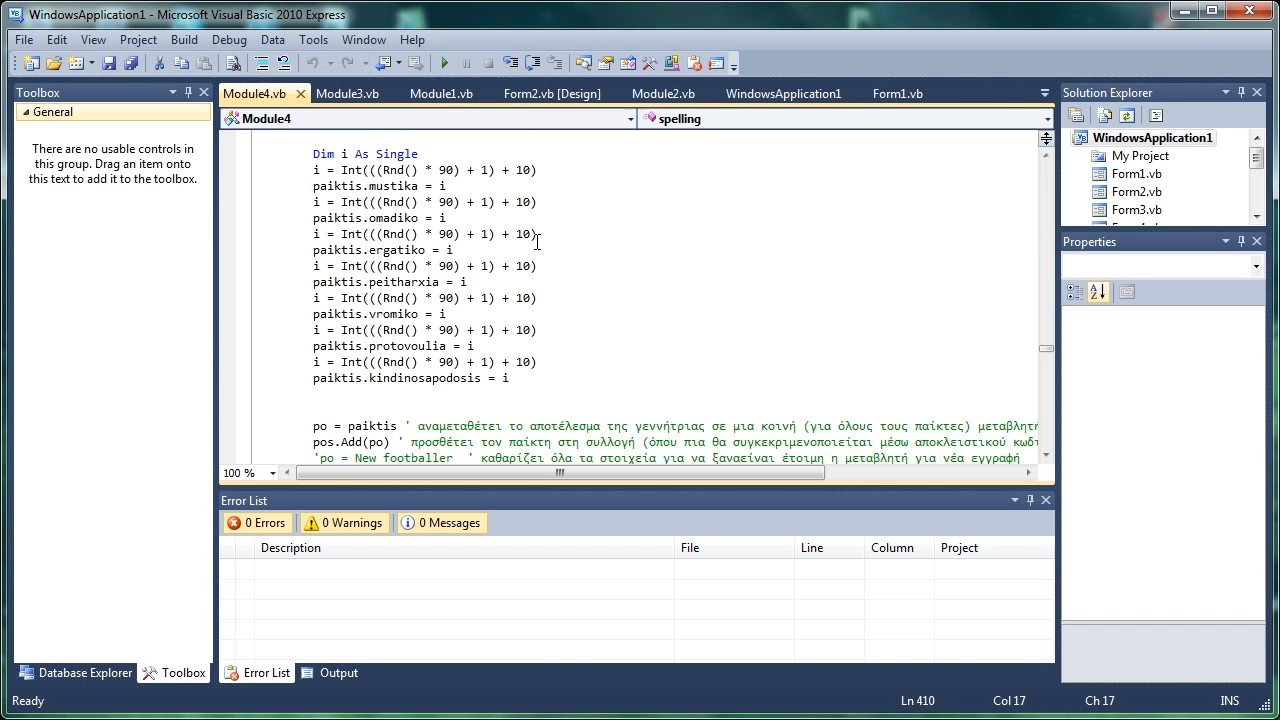 WindowsApplication1 - Microsoft Visual Basic 2010 Express
File Edit View Project Build Debug Data Tools Window Help
Toolbox
General
There are no usable controls in
this group. Drag an item onto
this text to add it to the toolbox.
Database Explorer Toolbox
Module4.vb Module3.vb Module1.vb Form2.vb [Design] Module2.vb WindowsApplication1 Form1.vb
Module4 spelling
Dim i As Single
i = Int(((Rnd() * 90) + 1) + 10)
paiktis.mustika = i
i = Int(((Rnd() * 90) + 1) + 10)
paiktis.omadiko = i
i = Int(((Rnd() * 90) + 1) + 10)
paiktis.ergatiko = i
i = Int(((Rnd() * 90) + 1) + 10)
paiktis.peitharxia = i
i = Int(((Rnd() * 90) + 1) + 10)
paiktis.vromiko = i
i = Int(((Rnd() * 90) + 1) + 10)
paiktis.protovoulia = i
i = Int(((Rnd() * 90) + 1) + 10)
paiktis.kindinosapodosis = i
po = paiktis ' αναμεταθέτει το αποτέλεσμα της γεννήτριας σε μια κοινή (για όλους τους παίκτες) μεταβλητή
pos.Add(po) ' προσθέτει τον παίκτη στη συλλογή (όπου πια θα συγκεκριμενοποιείται μέσω αποκλειστικού κωδ
'po = New footballer ' καθαρίζει όλα τα στοιχεία για να ξαναείναι έτοιμη η μεταβλητή για νέα εγγραφή
100 %
Error List
0 Errors 0 Warnings 0 Messages
Description File Line Column Project
Error List Output
Solution Explorer
WindowsApplication1
My Project
Form1.vb
Form2.vb
Form3.vb
Properties
Ready Ln 410 Col 17 Ch 17 INS